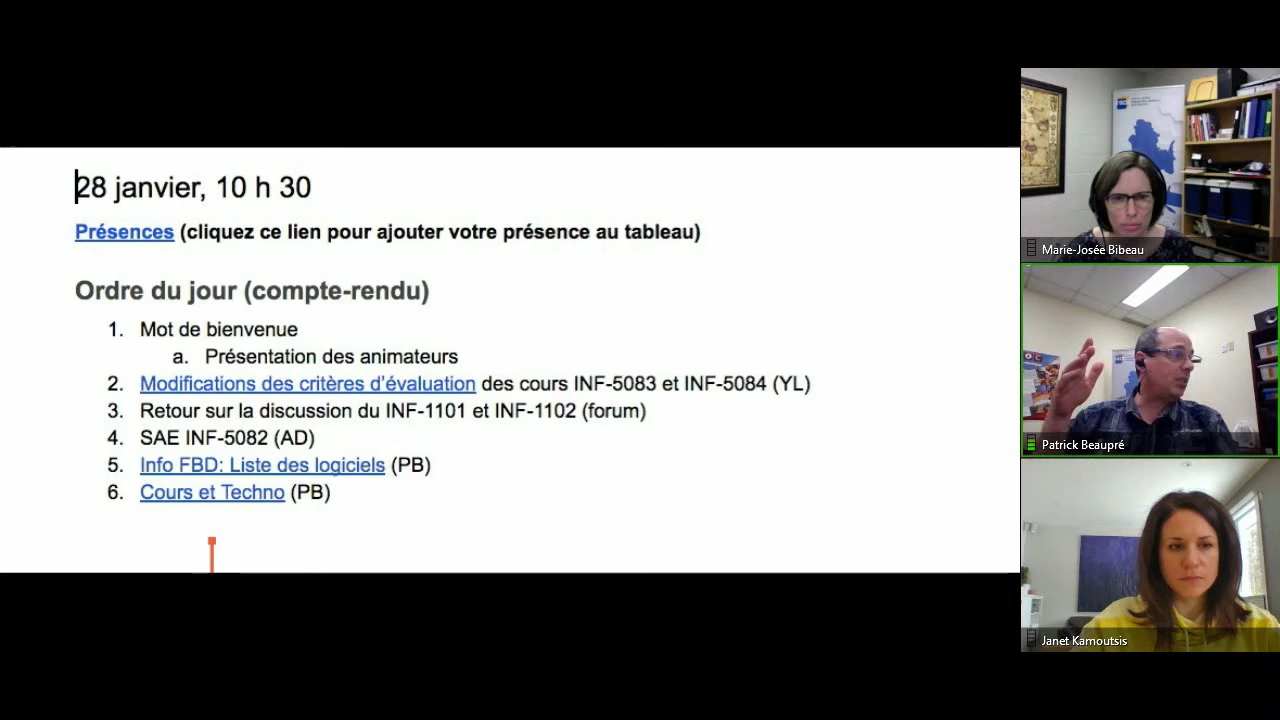 28 janvier, 10 h 30
Présences (cliquez ce lien pour ajouter votre présence au tableau)
Ordre du jour (compte-rendu)
1. Mot de bienvenue
a. Présentation des animateurs
2. Modifications des critères d'évaluation des cours INF-5083 et INF-5084 (YL)
3. Retour sur la discussion du INF-1101 et INF-1102 (forum)
4. SAE INF-5082 (AD)
5. Info FBD: Liste des logiciels (PB)
6. Cours et Techno (PB)
Marie-Josée Bibeau
Patrick Beaupré
Janet Kamoutsis